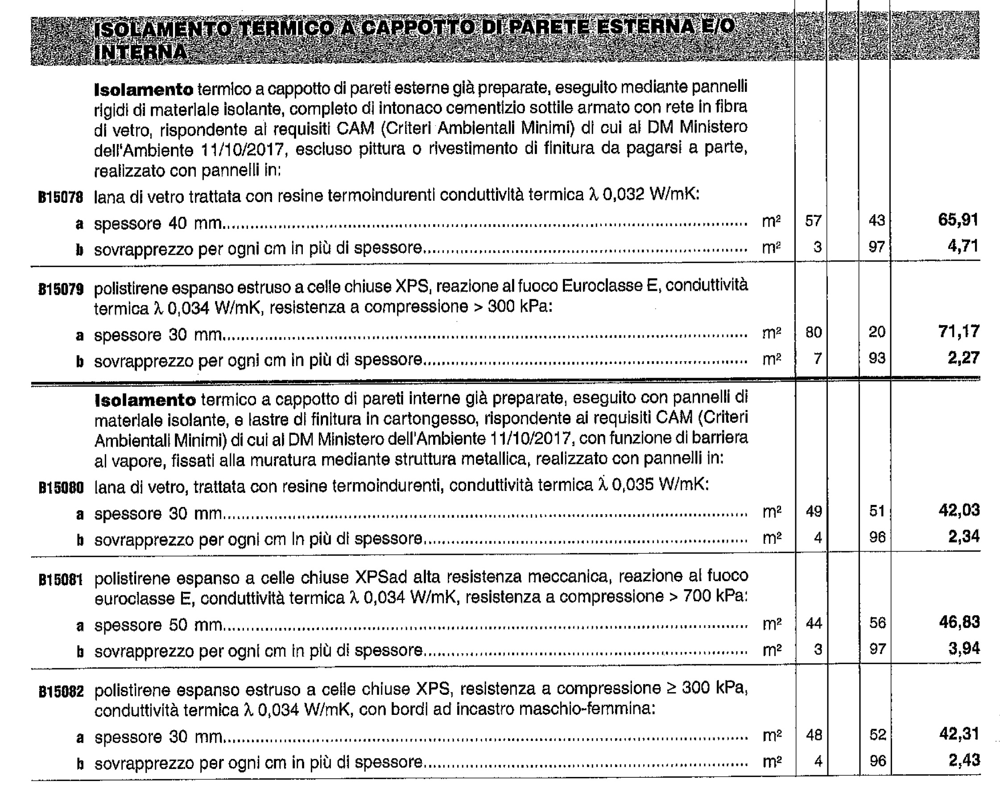 ISOLAMENTO TERMICO A CAPPOTTO DI PARETE ESTERNA E/O
INTERNA
Isolamento termico a cappotto di pareti esterne già preparate, eseguito mediante pannelli
rigidi di materiale isolante, completo di intonaco cementizio sottile armato con rete in fibra
di vetro, rispondente ai requisiti CAM (Criteri Ambientali Minimi) di cui al DM Ministero
dell'Ambiente 11/10/2017, escluso pittura o rivestimento di finitura da pagarsi a parte,
realizzato con pannelli in:
B15078 lana di vetro trattata con resine termoindurenti conduttività termica λ 0,032 W/mK:
a spessore 40 mm m² 57 43 65,91
b sovrapprezzo per ogni cm in più di spessore m² 3 97 4,71
B15079 polistirene espanso estruso a celle chiuse XPS, reazione al fuoco Euroclasse E, conduttività
termica λ 0,034 W/mK, resistenza a compressione > 300 kPa:
a spessore 30 mm m² 80 20 71,17
b sovrapprezzo per ogni cm in più di spessore m² 7 93 2,27
Isolamento termico a cappotto di pareti interne già preparate, eseguito con pannelli di
materiale isolante, e lastre di finitura in cartongesso, rispondente ai requisiti CAM (Criteri
Ambientali Minimi) di cui al DM Ministero dell'Ambiente 11/10/2017, con funzione di barriera
al vapore, fissati alla muratura mediante struttura metallica, realizzato con pannelli in:
B15080 lana di vetro, trattata con resine termoindurenti, conduttività termica λ 0,035 W/mK:
a spessore 30 mm m² 49 51 42,03
b sovrapprezzo per ogni cm in più di spessore m² 4 96 2,34
B15081 polistirene espanso a celle chiuse XPSad alta resistenza meccanica, reazione al fuoco
euroclasse E, conduttività termica λ 0,034 W/mK, resistenza a compressione > 700 kPa:
a spessore 50 mm m² 44 56 46,83
b sovrapprezzo per ogni cm in più di spessore m² 3 97 3,94
B15082 polistirene espanso estruso a celle chiuse XPS, resistenza a compressione ≥ 300 kPa,
conduttività termica λ 0,034 W/mK, con bordi ad incastro maschio-femmina:
a spessore 30 mm m² 48 52 42,31
b sovrapprezzo per ogni cm in più di spessore m² 4 96 2,43